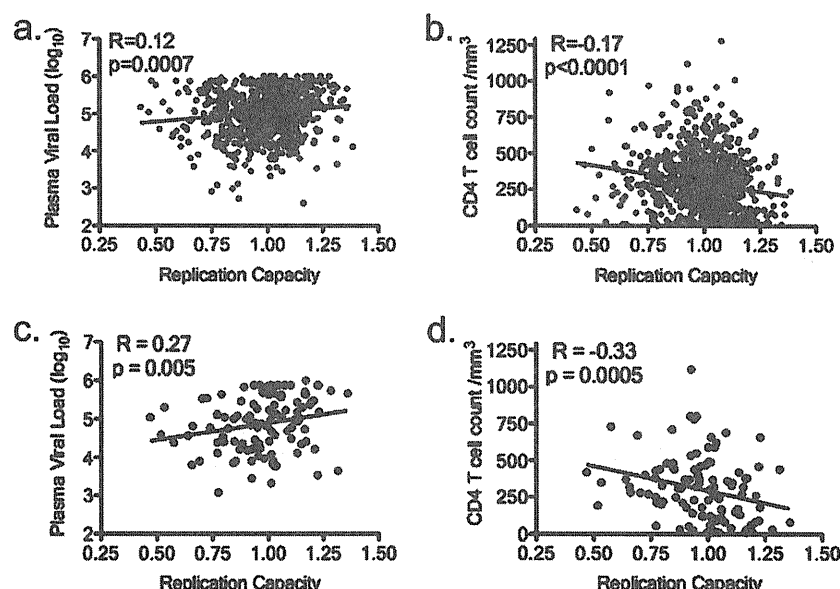 a.
R=0.12
p=0.0007
Plasma Viral Load (log10)
7
6
5
4
3
2
0.25 0.50 0.75 1.00 1.25 1.50
Replication Capacity
b.
R=-0.17
p<0.0001
CD4 T cell count /mm3
1250
1000
750
500
250
0
0.25 0.50 0.75 1.00 1.25 1.50
Replication Capacity
c.
R = 0.27
p = 0.005
Plasma Viral Load (log10)
7
6
5
4
3
2
0.25 0.50 0.75 1.00 1.25 1.50
Replication Capacity
d.
R = -0.33
p = 0.0005
CD4 T cell count /mm3
1250
1000
750
500
250
0
0.25 0.50 0.75 1.00 1.25 1.50
Replication Capacity